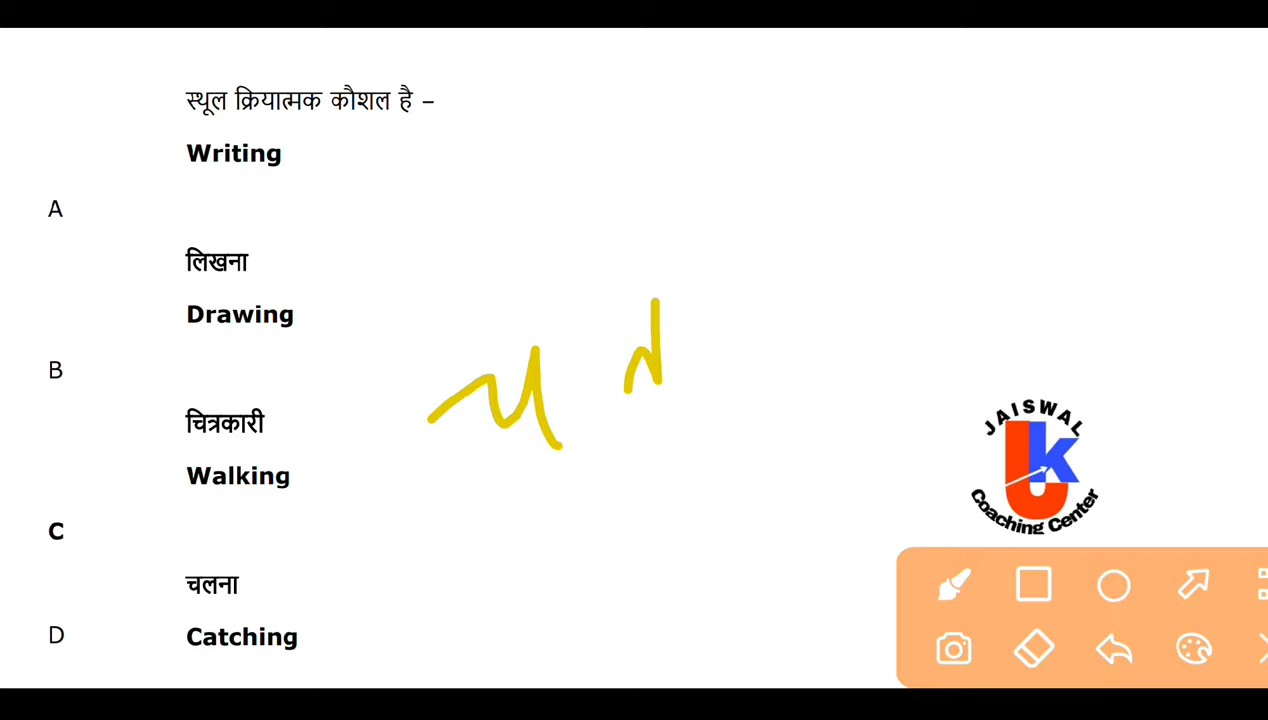 स्थूल क्रियात्मक कौशल है –
Writing
A
लिखना
Drawing
B
चित्रकारी
Walking
C
चलना
D Catching
JAISWAL
Coaching Center